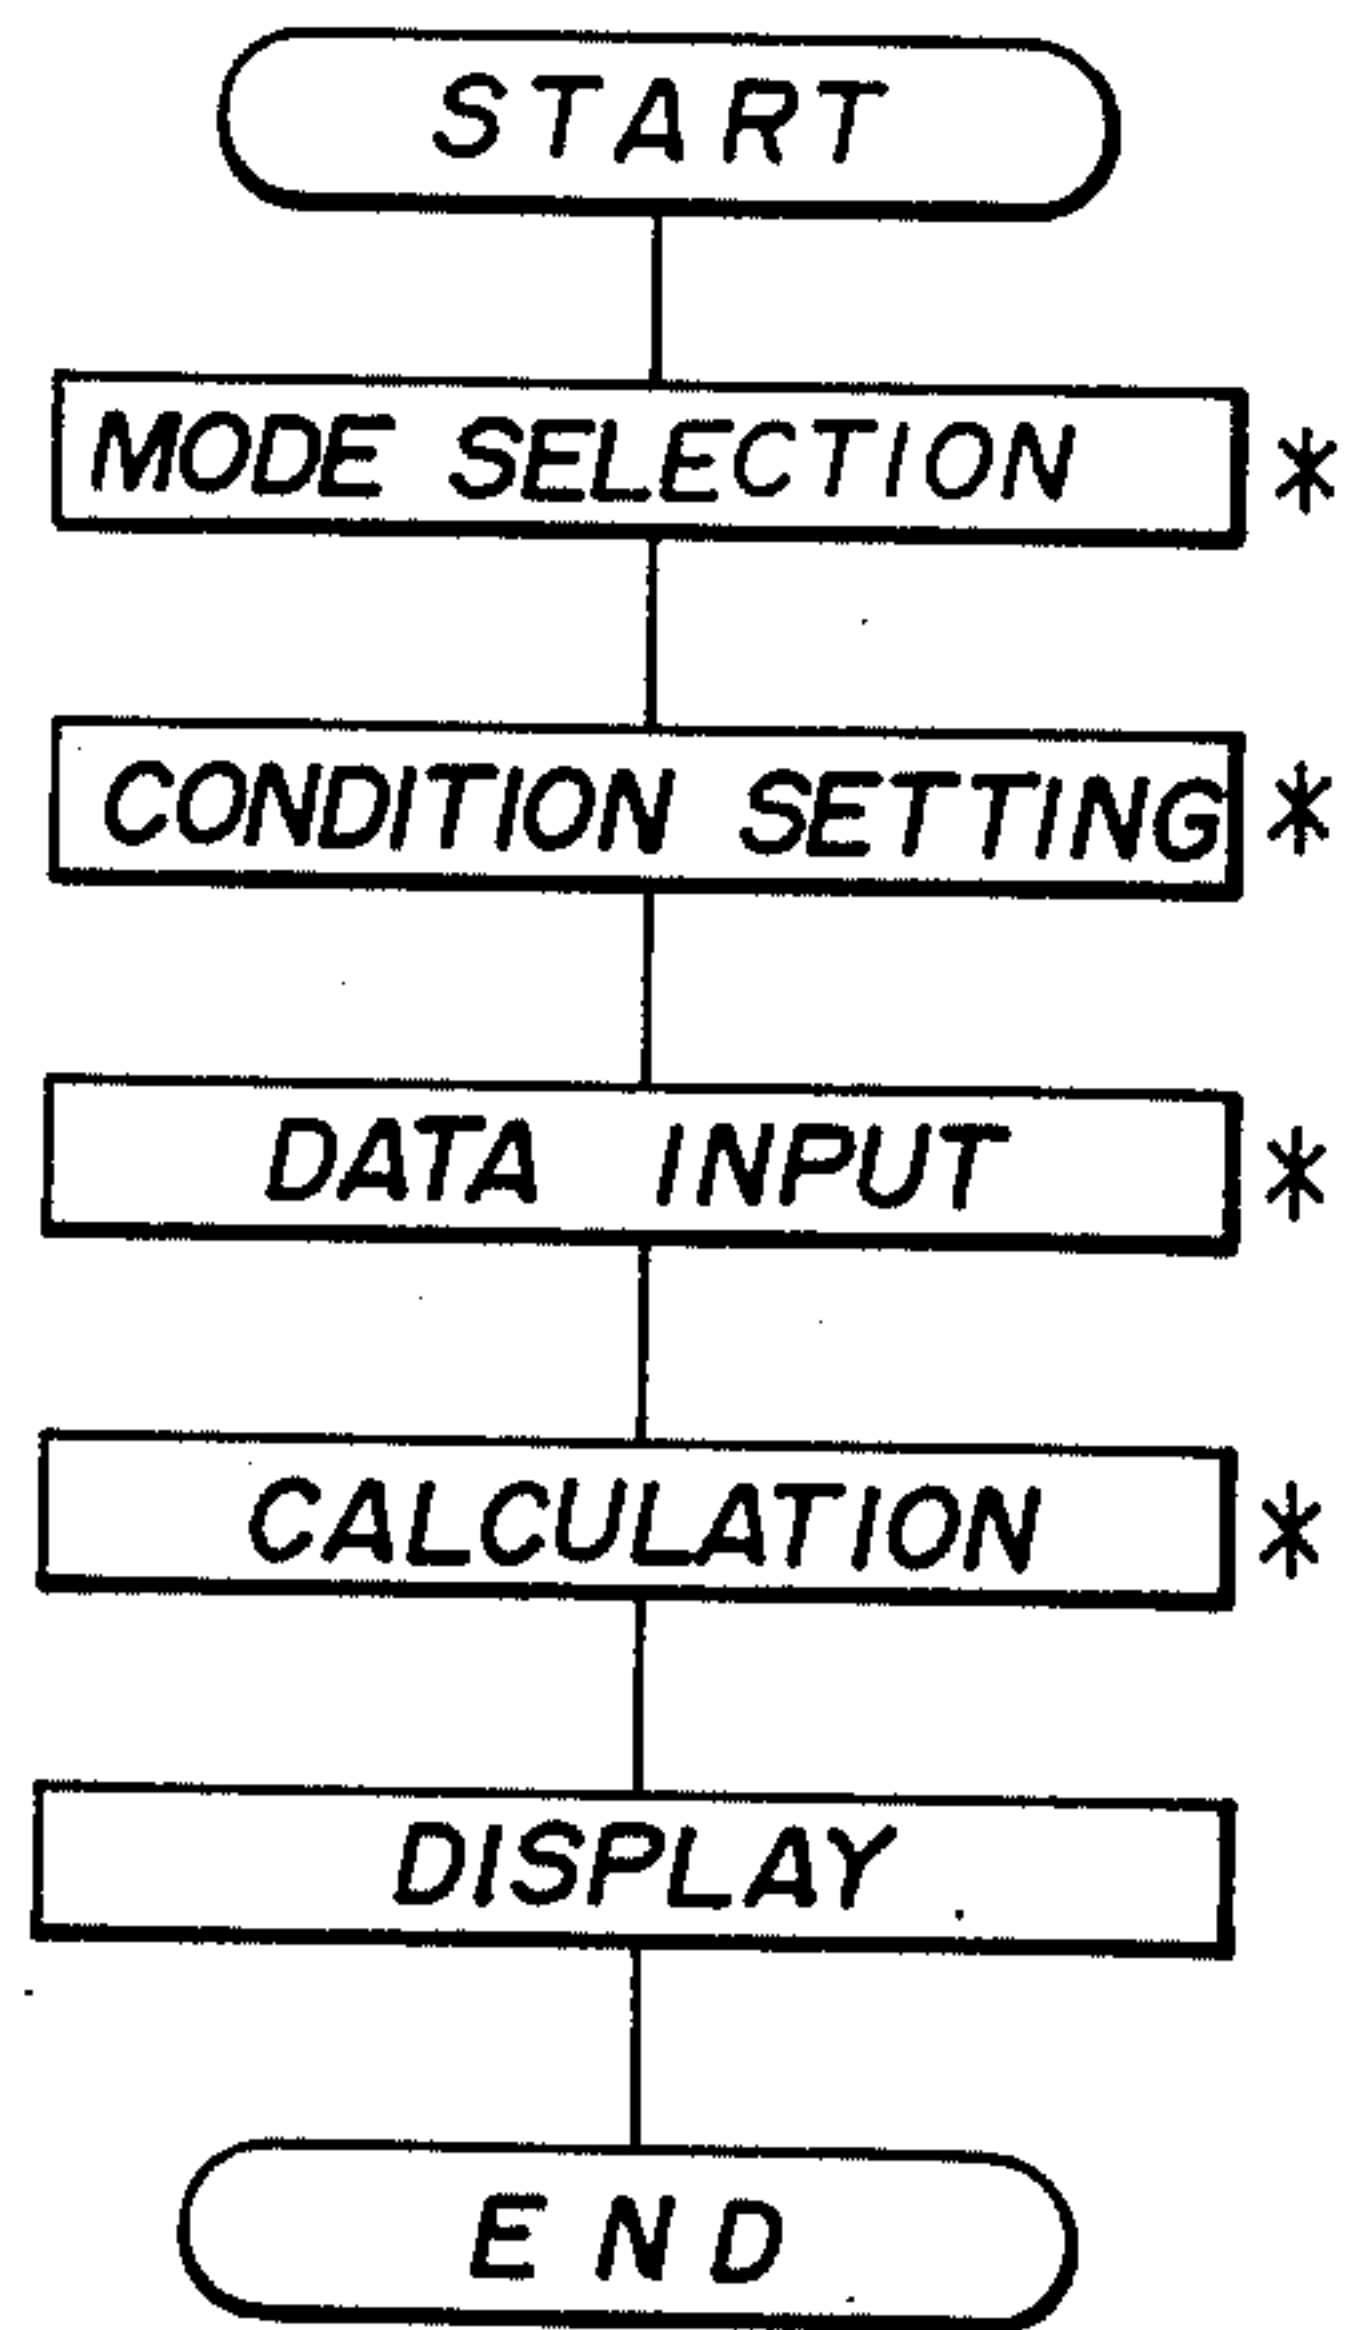 START
MODE SELECTION *
CONDITION SETTING *
DATA INPUT *
CALCULATION *
DISPLAY
END